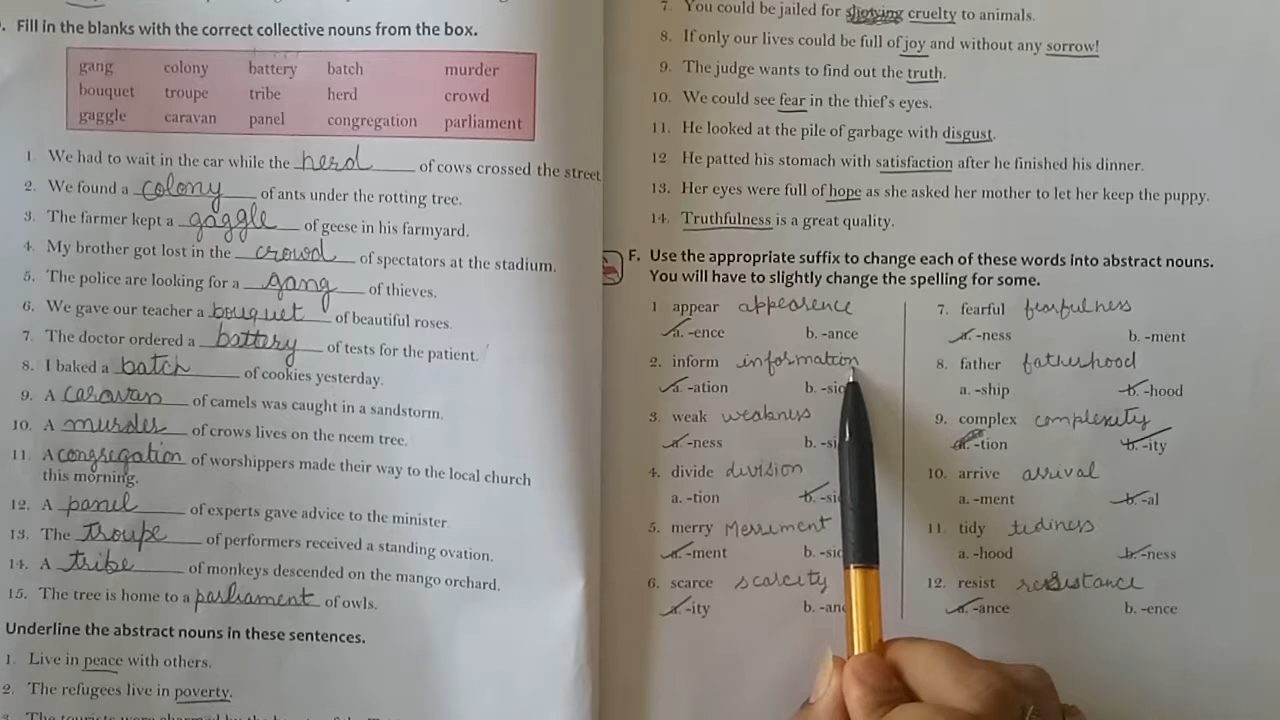 Fill in the blanks with the correct collective nouns from the box.
gang colony battery batch murder
bouquet troupe tribe herd crowd
gaggle caravan panel congregation parliament
1. We had to wait in the car while the herd of cows crossed the street
2. We found a colony of ants under the rotting tree.
3. The farmer kept a gaggle of geese in his farmyard.
4. My brother got lost in the crowd of spectators at the stadium.
5. The police are looking for a gang of thieves.
6. We gave our teacher a bouquet of beautiful roses.
7. The doctor ordered a battery of tests for the patient.
8. I baked a batch of cookies yesterday.
9. A caravan of camels was caught in a sandstorm.
10. A murder of crows lives on the neem tree.
11. A congregation of worshippers made their way to the local church
this morning.
12. A panel of experts gave advice to the minister.
13. The troupe of performers received a standing ovation.
14. A tribe of monkeys descended on the mango orchard.
15. The tree is home to a parliament of owls.
Underline the abstract nouns in these sentences.
1. Live in peace with others.
2. The refugees live in poverty.
7. You could be jailed for showing cruelty to animals.
8. If only our lives could be full of joy and without any sorrow!
9. The judge wants to find out the truth.
10. We could see fear in the thief's eyes.
11. He looked at the pile of garbage with disgust.
12 He patted his stomach with satisfaction after he finished his dinner.
13. Her eyes were full of hope as she asked her mother to let her keep the puppy.
14. Truthfulness is a great quality.
F. Use the appropriate suffix to change each of these words into abstract nouns.
You will have to slightly change the spelling for some.
1 appear appearence
a. -ence b. -ance
2. inform information
a. -ation
3. weak weakness
a. -ness
4. divide division
a. -tion
5. merry Merriment
a. -ment
6. scarce scarcity
a. -ity
7. fearful fearfulness
a. -ness b. -ment
8. father fatherhood
a. -ship b. -hood
9. complex complexity
a. -tion b. -ity
10. arrive arrival
a. -ment b. -al
11. tidy tidiness
a. -hood b. -ness
12. resist resistance
a. -ance b. -ence